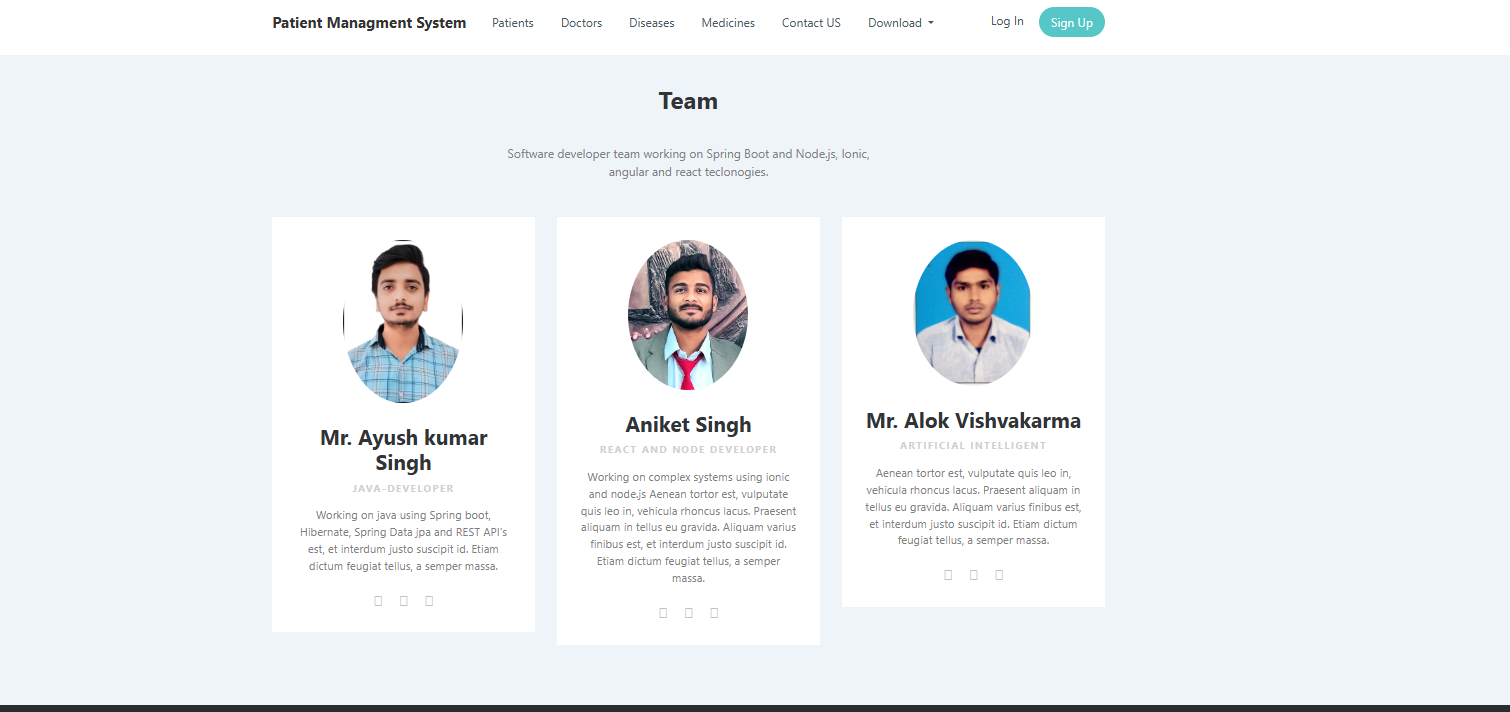 Patient Managment System Patients Doctors Diseases Medicines Contact US Download Log In Sign Up
Team
Software developer team working on Spring Boot and Node.js, Ionic,
angular and react teclonogies.
Mr. Ayush kumar
Singh
JAVA-DEVELOPER
Working on java using Spring boot,
Hibernate, Spring Data jpa and REST API's
est, et interdum justo suscipit id. Etiam
dictum feugiat tellus, a semper massa.
Aniket Singh
REACT AND NODE DEVELOPER
Working on complex systems using ionic
and node.js Aenean tortor est, vulputate
quis leo in, vehicula rhoncus lacus. Praesent
aliquam in tellus eu gravida. Aliquam varius
finibus est, et interdum justo suscipit id.
Etiam dictum feugiat tellus, a semper
massa.
Mr. Alok Vishvakarma
ARTIFICIAL INTELLIGENT
Aenean tortor est, vulputate quis leo in,
vehicula rhoncus lacus. Praesent aliquam in
tellus eu gravida. Aliquam varius finibus est,
et interdum justo suscipit id. Etiam dictum
feugiat tellus, a semper massa.